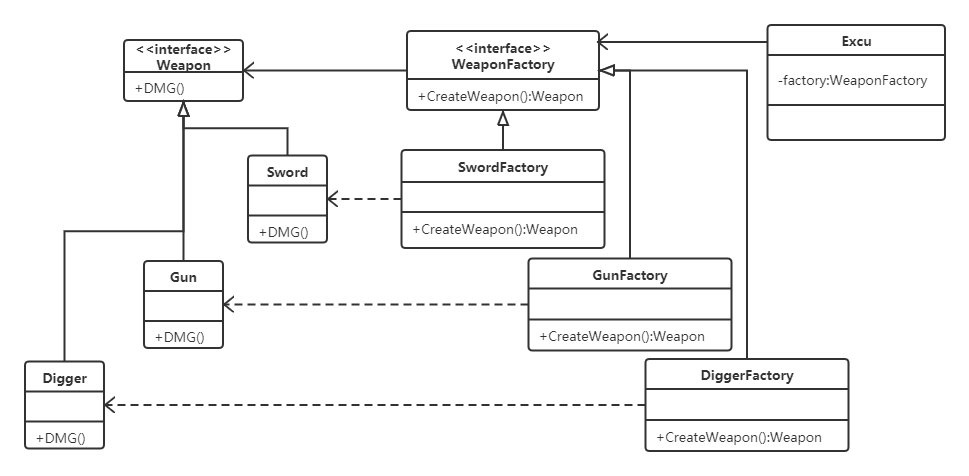 <<interface>>
Weapon
+DMG()
<<interface>>
WeaponFactory
+CreateWeapon():Weapon
Excu
-factory:WeaponFactory
Sword
+DMG()
SwordFactory
+CreateWeapon():Weapon
Gun
+DMG()
GunFactory
+CreateWeapon():Weapon
Digger
+DMG()
DiggerFactory
+CreateWeapon():Weapon